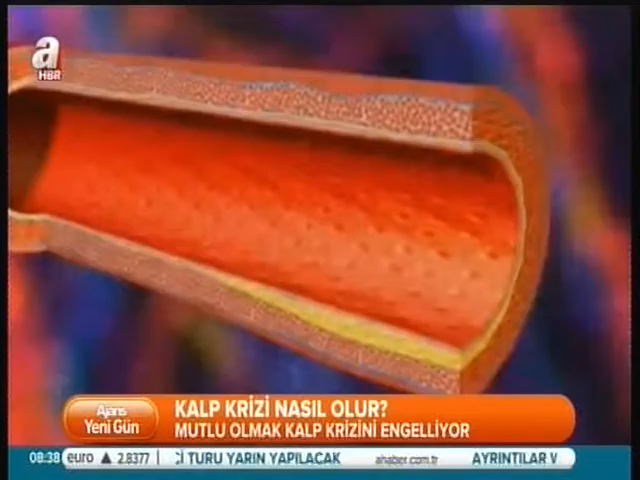 a
HBR
Ajans
Yeni Gün
KALP KRİZİ NASIL OLUR?
MUTLU OLMAK KALP KRİZİNİ ENGELLİYOR
08:38 euro ▲ 2.8377 TURU YARIN YAPILACAK ahaber.com.tr AYRINTILAR